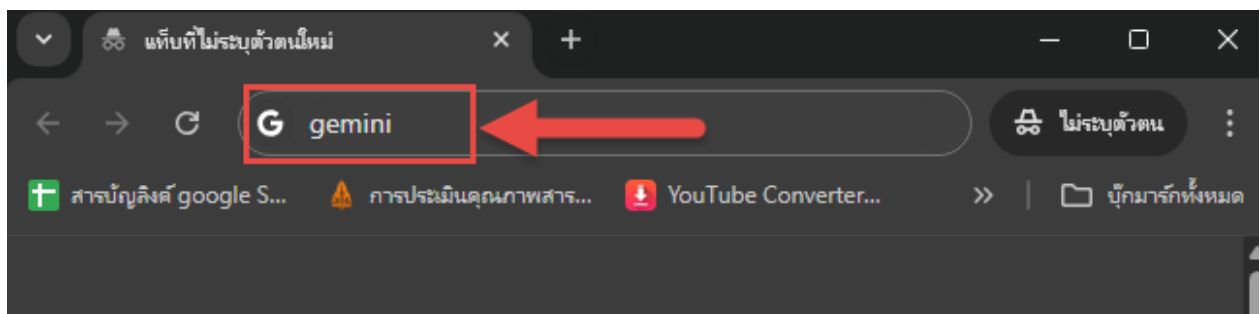 แท็บที่ไม่ระบุตัวตนใหม่
gemini
ไม่ระบุตัวตน
สารบัญลิงค์ google S... การประเมินคุณภาพสาร... YouTube Converter... บุ๊กมาร์กทั้งหมด